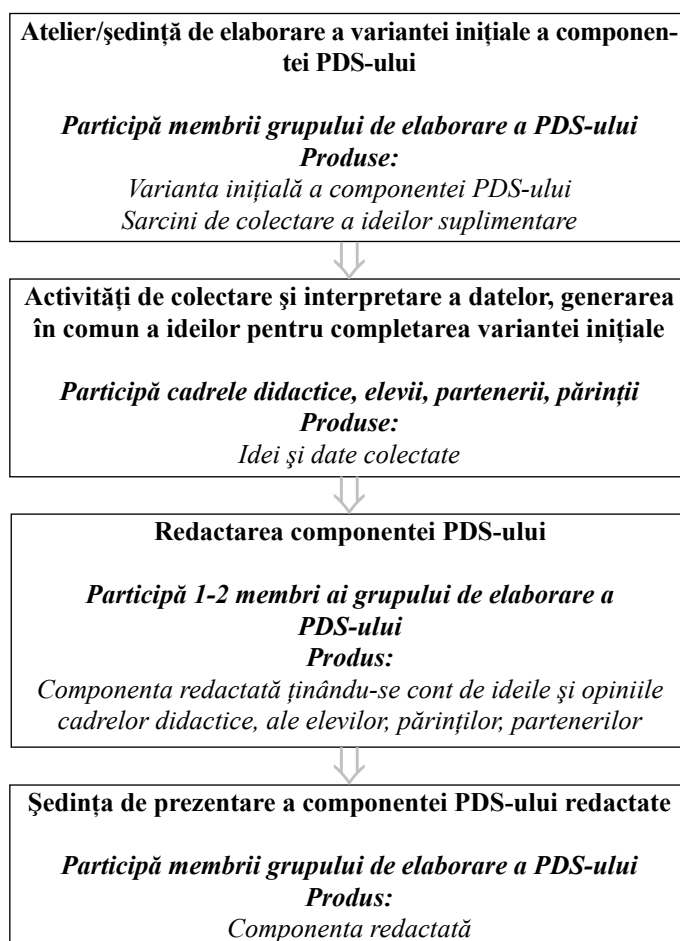 Atelier/şedinţă de elaborare a variantei iniţiale a componen-
tei PDS-ului
Participă membrii grupului de elaborare a PDS-ului
Produse:
Varianta iniţială a componentei PDS-ului
Sarcini de colectare a ideilor suplimentare
Activităţi de colectare şi interpretare a datelor, generarea
în comun a ideilor pentru completarea variantei iniţiale
Participă cadrele didactice, elevii, partenerii, părinţii
Produse:
Idei şi date colectate
Redactarea componentei PDS-ului
Participă 1-2 membri ai grupului de elaborare a
PDS-ului
Produs:
Componenta redactată ţinându-se cont de ideile şi opiniile
cadrelor didactice, ale elevilor, părinţilor, partenerilor
Şedinţa de prezentare a componentei PDS-ului redactate
Participă membrii grupului de elaborare a PDS-ului
Produs:
Componenta redactată